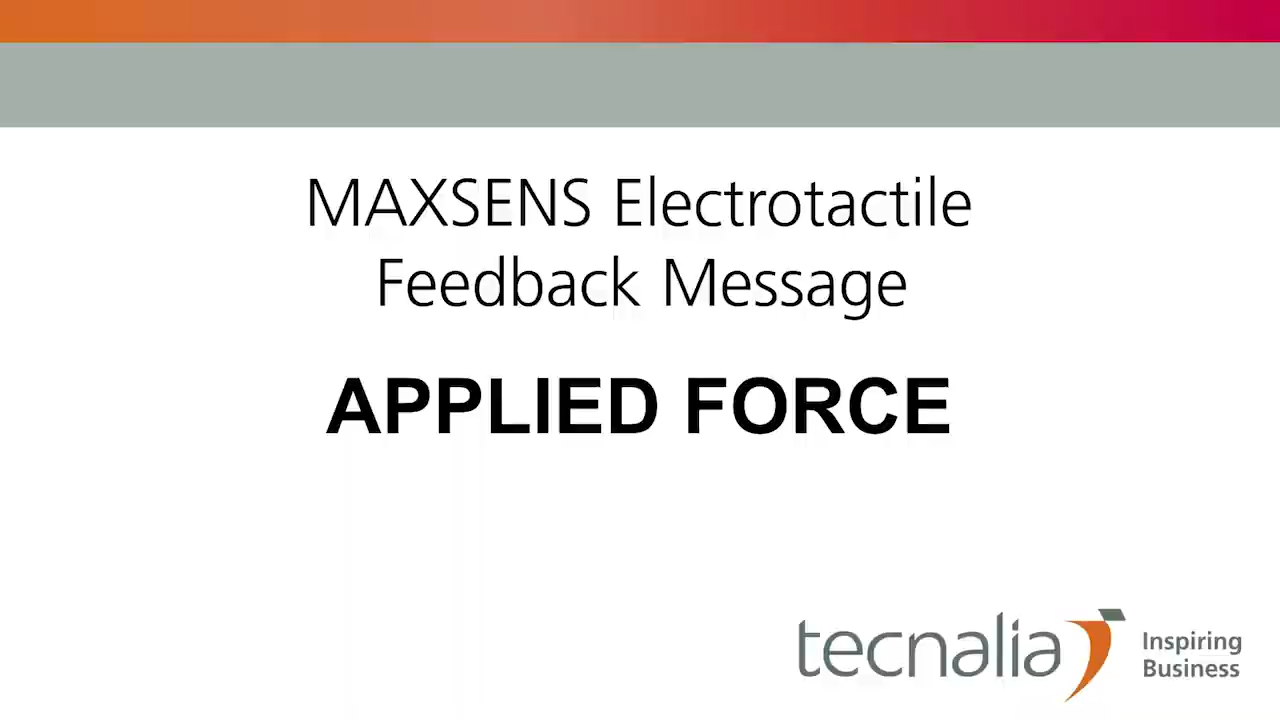 MAXSENS Electrotactile
Feedback Message
APPLIED FORCE
tecnalia
Inspiring
Business